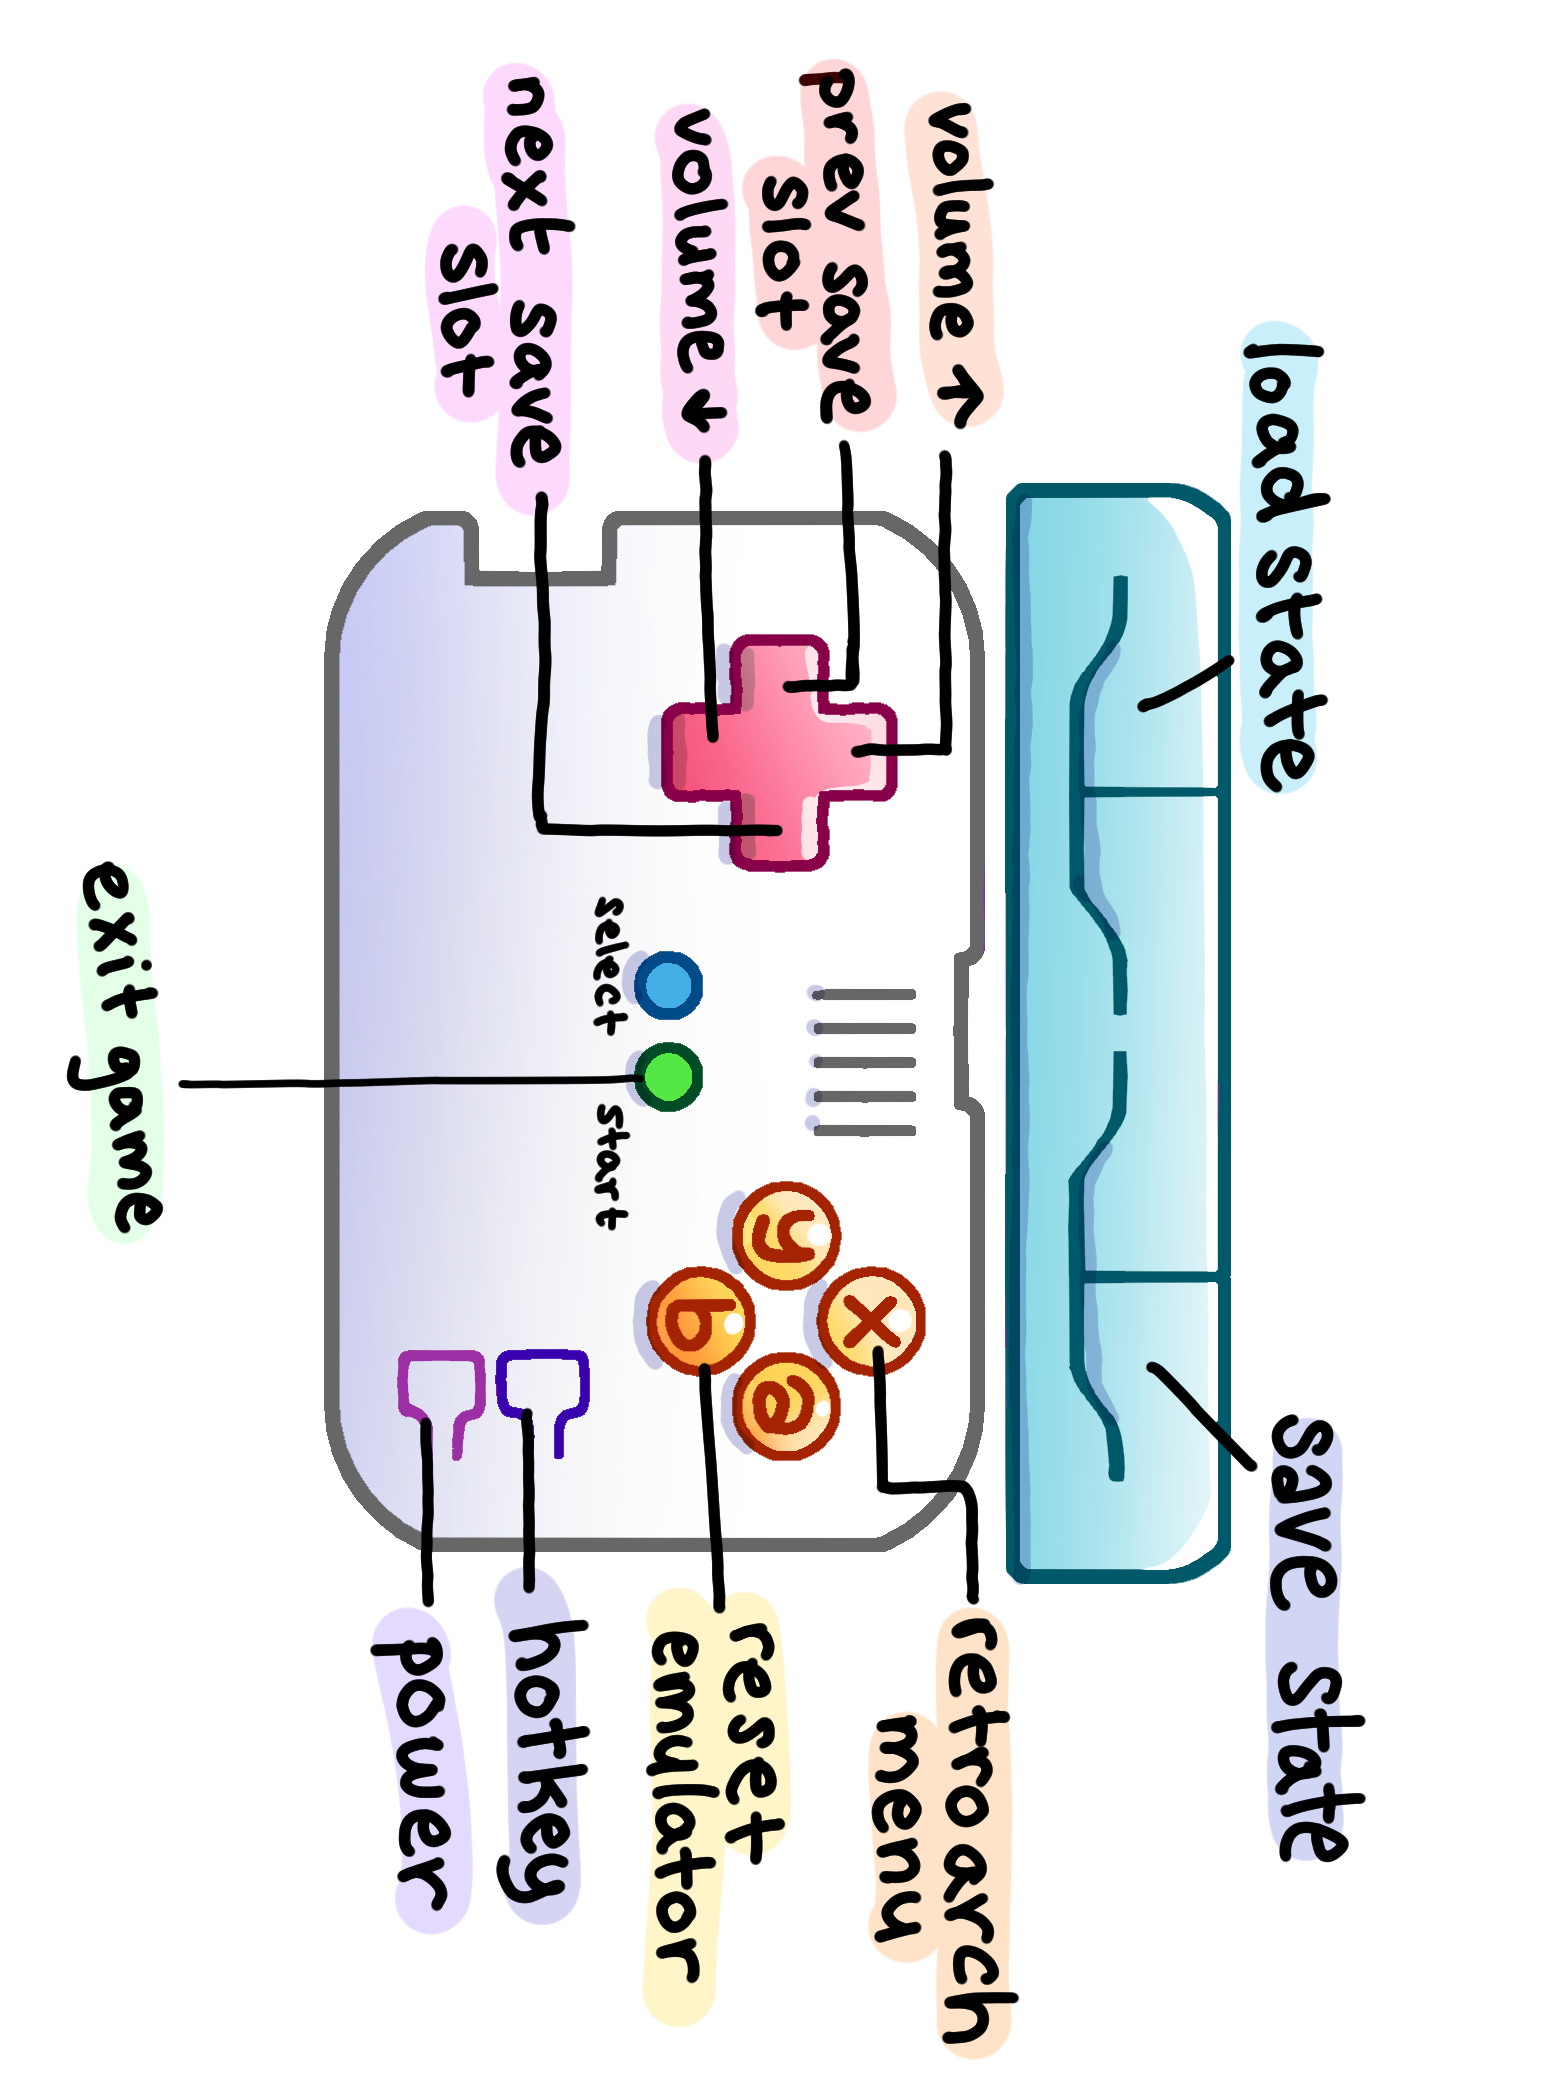 load state
save state
volume ↑
prev save
slot
volume ↓
next save
slot
select
start
y
x
b
a
retroarch
menu
reset
emulator
hotkey
power
exit game